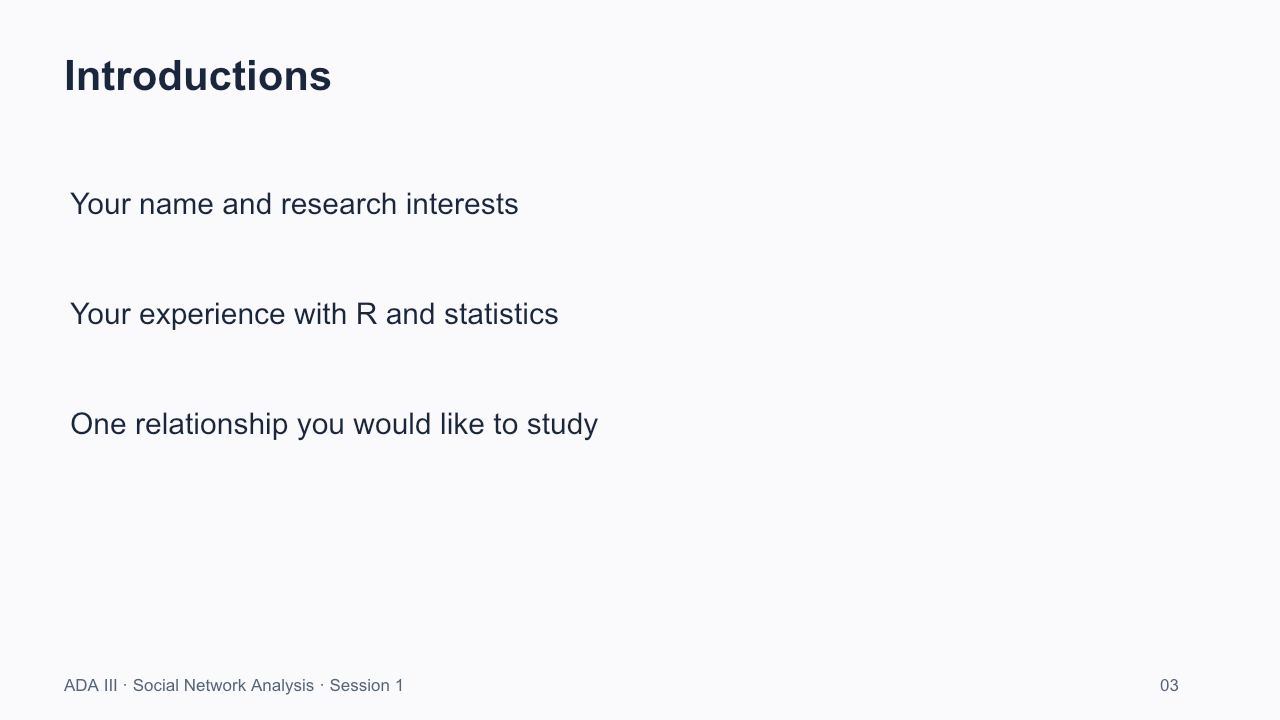 Introductions
Your name and research interests
Your experience with R and statistics
One relationship you would like to study
ADA III · Social Network Analysis · Session 1
03